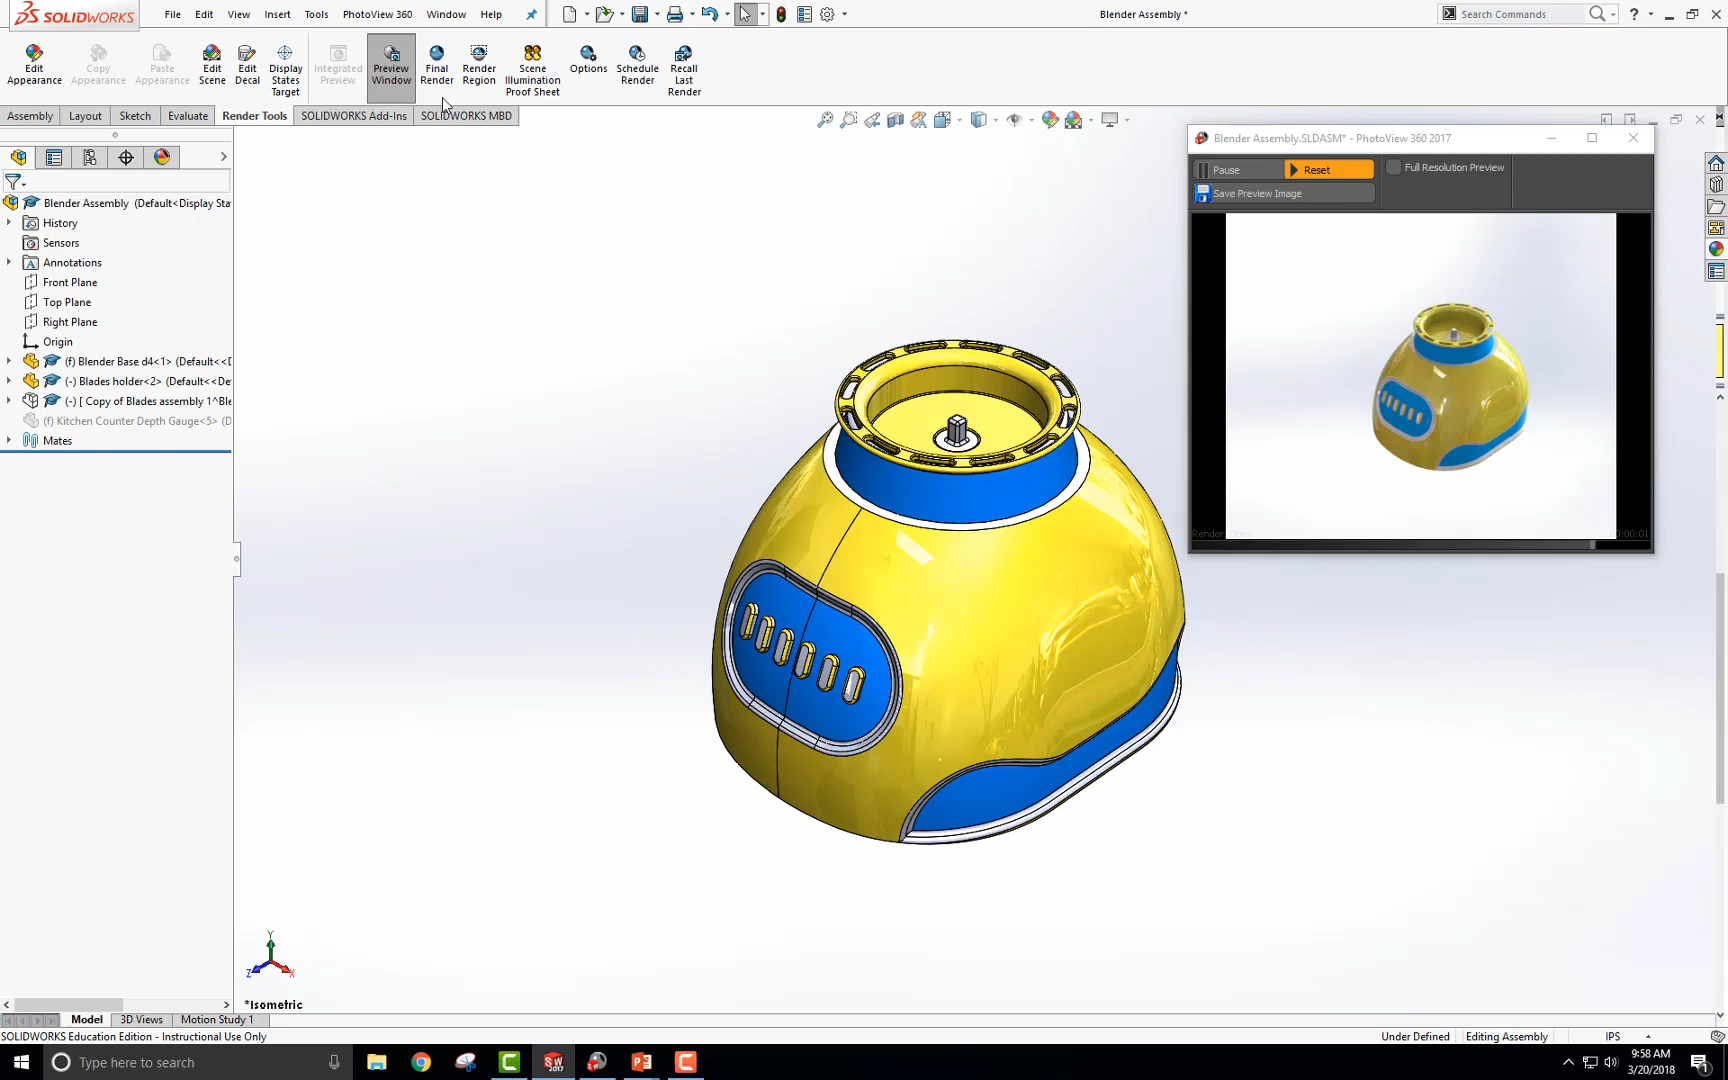 SOLIDWORKS File Edit View Insert Tools PhotoView 360 Window Help Blender Assembly * Search Commands ?
Edit Appearance
Copy Appearance
Paste Appearance
Edit Scene
Edit Decal
Display States Target
Integrated Preview
Preview Window
Final Render
Render Region
Scene Illumination Proof Sheet
Options
Schedule Render
Recall Last Render
Assembly Layout Sketch Evaluate Render Tools SOLIDWORKS Add-Ins SOLIDWORKS MBD
Blender Assembly.SLDASM* - PhotoView 360 2017
Pause Reset Full Resolution Preview
Save Preview Image
Blender Assembly (Default<Display Sta
History
Sensors
A Annotations
Front Plane
Top Plane
Right Plane
Origin
(f) Blender Base d4<1> (Default<<D
(-) Blades holder<2> (Default<<De
(-) [ Copy of Blades assembly 1^Ble
(f) Kitchen Counter Depth Gauge<5> (D
Mates
Y
Z X
*Isometric
Model 3D Views Motion Study 1
SOLIDWORKS Education Edition - Instructional Use Only Under Defined Editing Assembly IPS
Type here to search
SW 2017
9:58 AM
3/20/2018
1